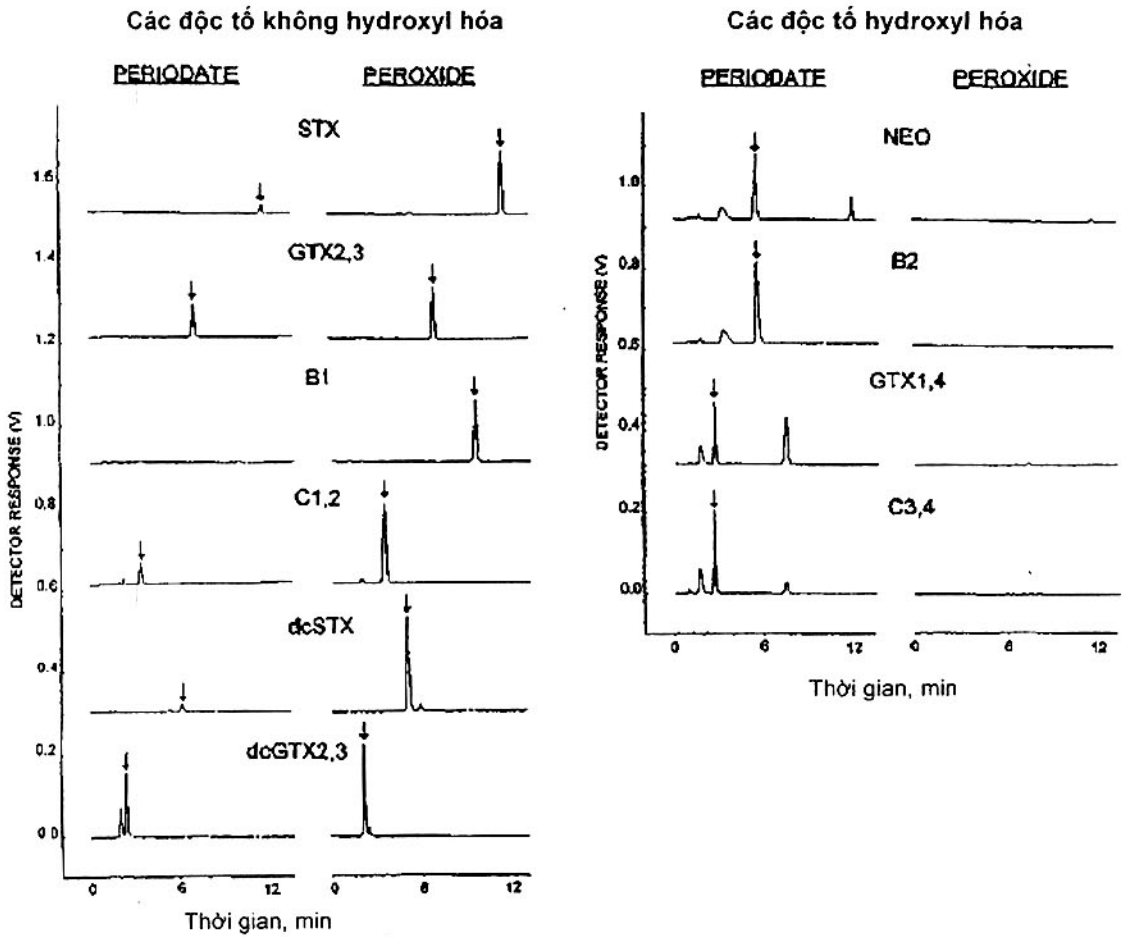 Các độc tố không hydroxyl hóa
PERIODATE PEROXIDE
STX
GTX2,3
B1
C1,2
dcSTX
dcGTX2,3
DETECTOR RESPONSE (V)
1.6
1.4
1.2
1.0
0.8
0.6
0.4
0.2
0.0
0 6 12 0 6 12
Thời gian, min
Các độc tố hydroxyl hóa
PERIODATE PEROXIDE
NEO
B2
GTX1,4
C3,4
DETECTOR RESPONSE (V)
1.0
0.8
0.6
0.4
0.2
0.0
0 6 12 0 6 12
Thời gian, min